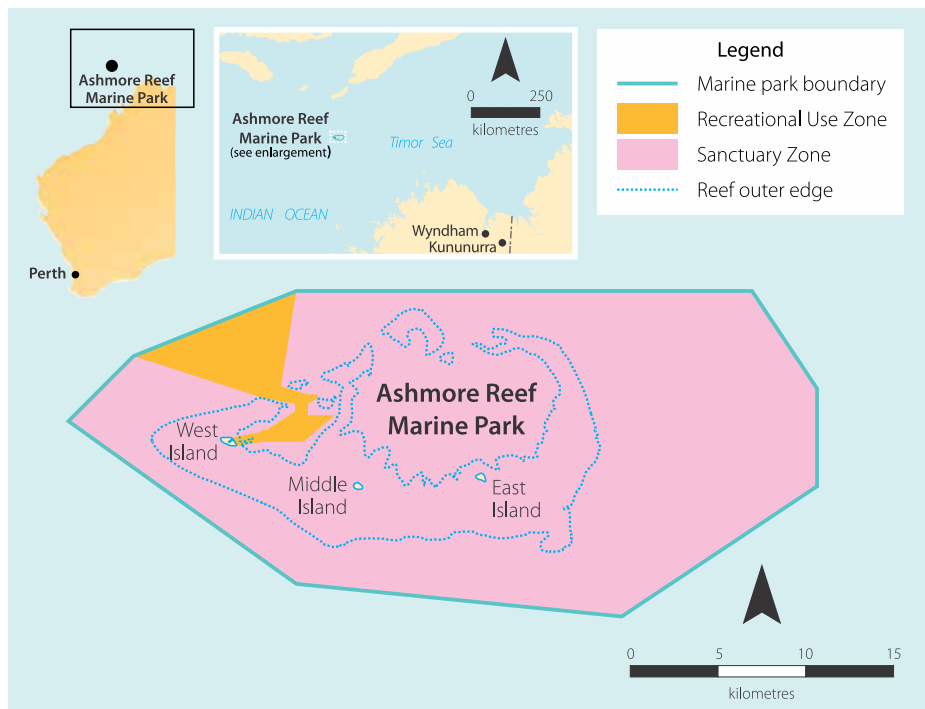 Ashmore Reef
Marine Park
Perth
Ashmore Reef
Marine Park
(see enlargement)
Timor Sea
INDIAN OCEAN
Wyndham
Kununurra
0 250
kilometres
Legend
Marine park boundary
Recreational Use Zone
Sanctuary Zone
Reef outer edge
Ashmore Reef
Marine Park
West
Island
Middle
Island
East
Island
0 5 10 15
kilometres